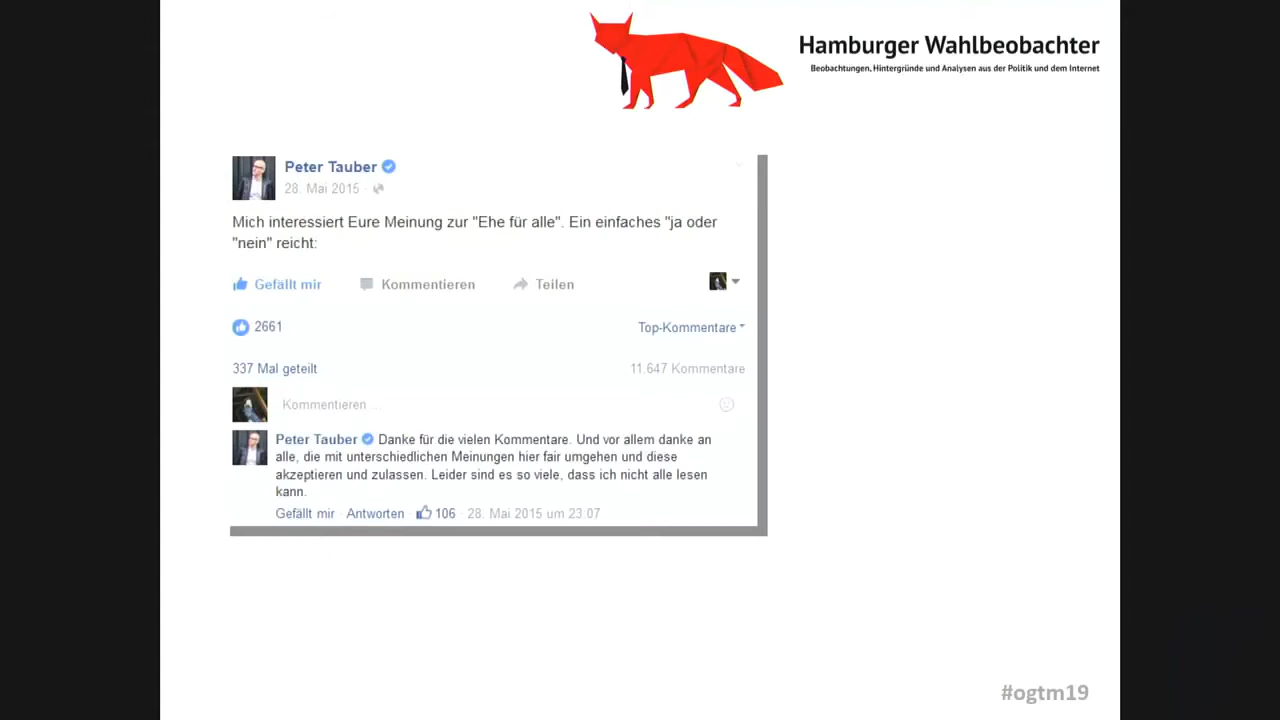 Hamburger Wahlbeobachter
Beobachtungen, Hintergründe und Analysen aus der Politik und dem Internet
Peter Tauber
28. Mai 2015 ·
Mich interessiert Eure Meinung zur "Ehe für alle". Ein einfaches "ja oder
"nein" reicht:
Gefällt mir Kommentieren Teilen
2661 Top-Kommentare
337 Mal geteilt 11.647 Kommentare
Kommentieren ...
Peter Tauber Danke für die vielen Kommentare. Und vor allem danke an
alle, die mit unterschiedlichen Meinungen hier fair umgehen und diese
akzeptieren und zulassen. Leider sind es so viele, dass ich nicht alle lesen
kann.
Gefällt mir · Antworten 106 · 28. Mai 2015 um 23:07
#ogtm19